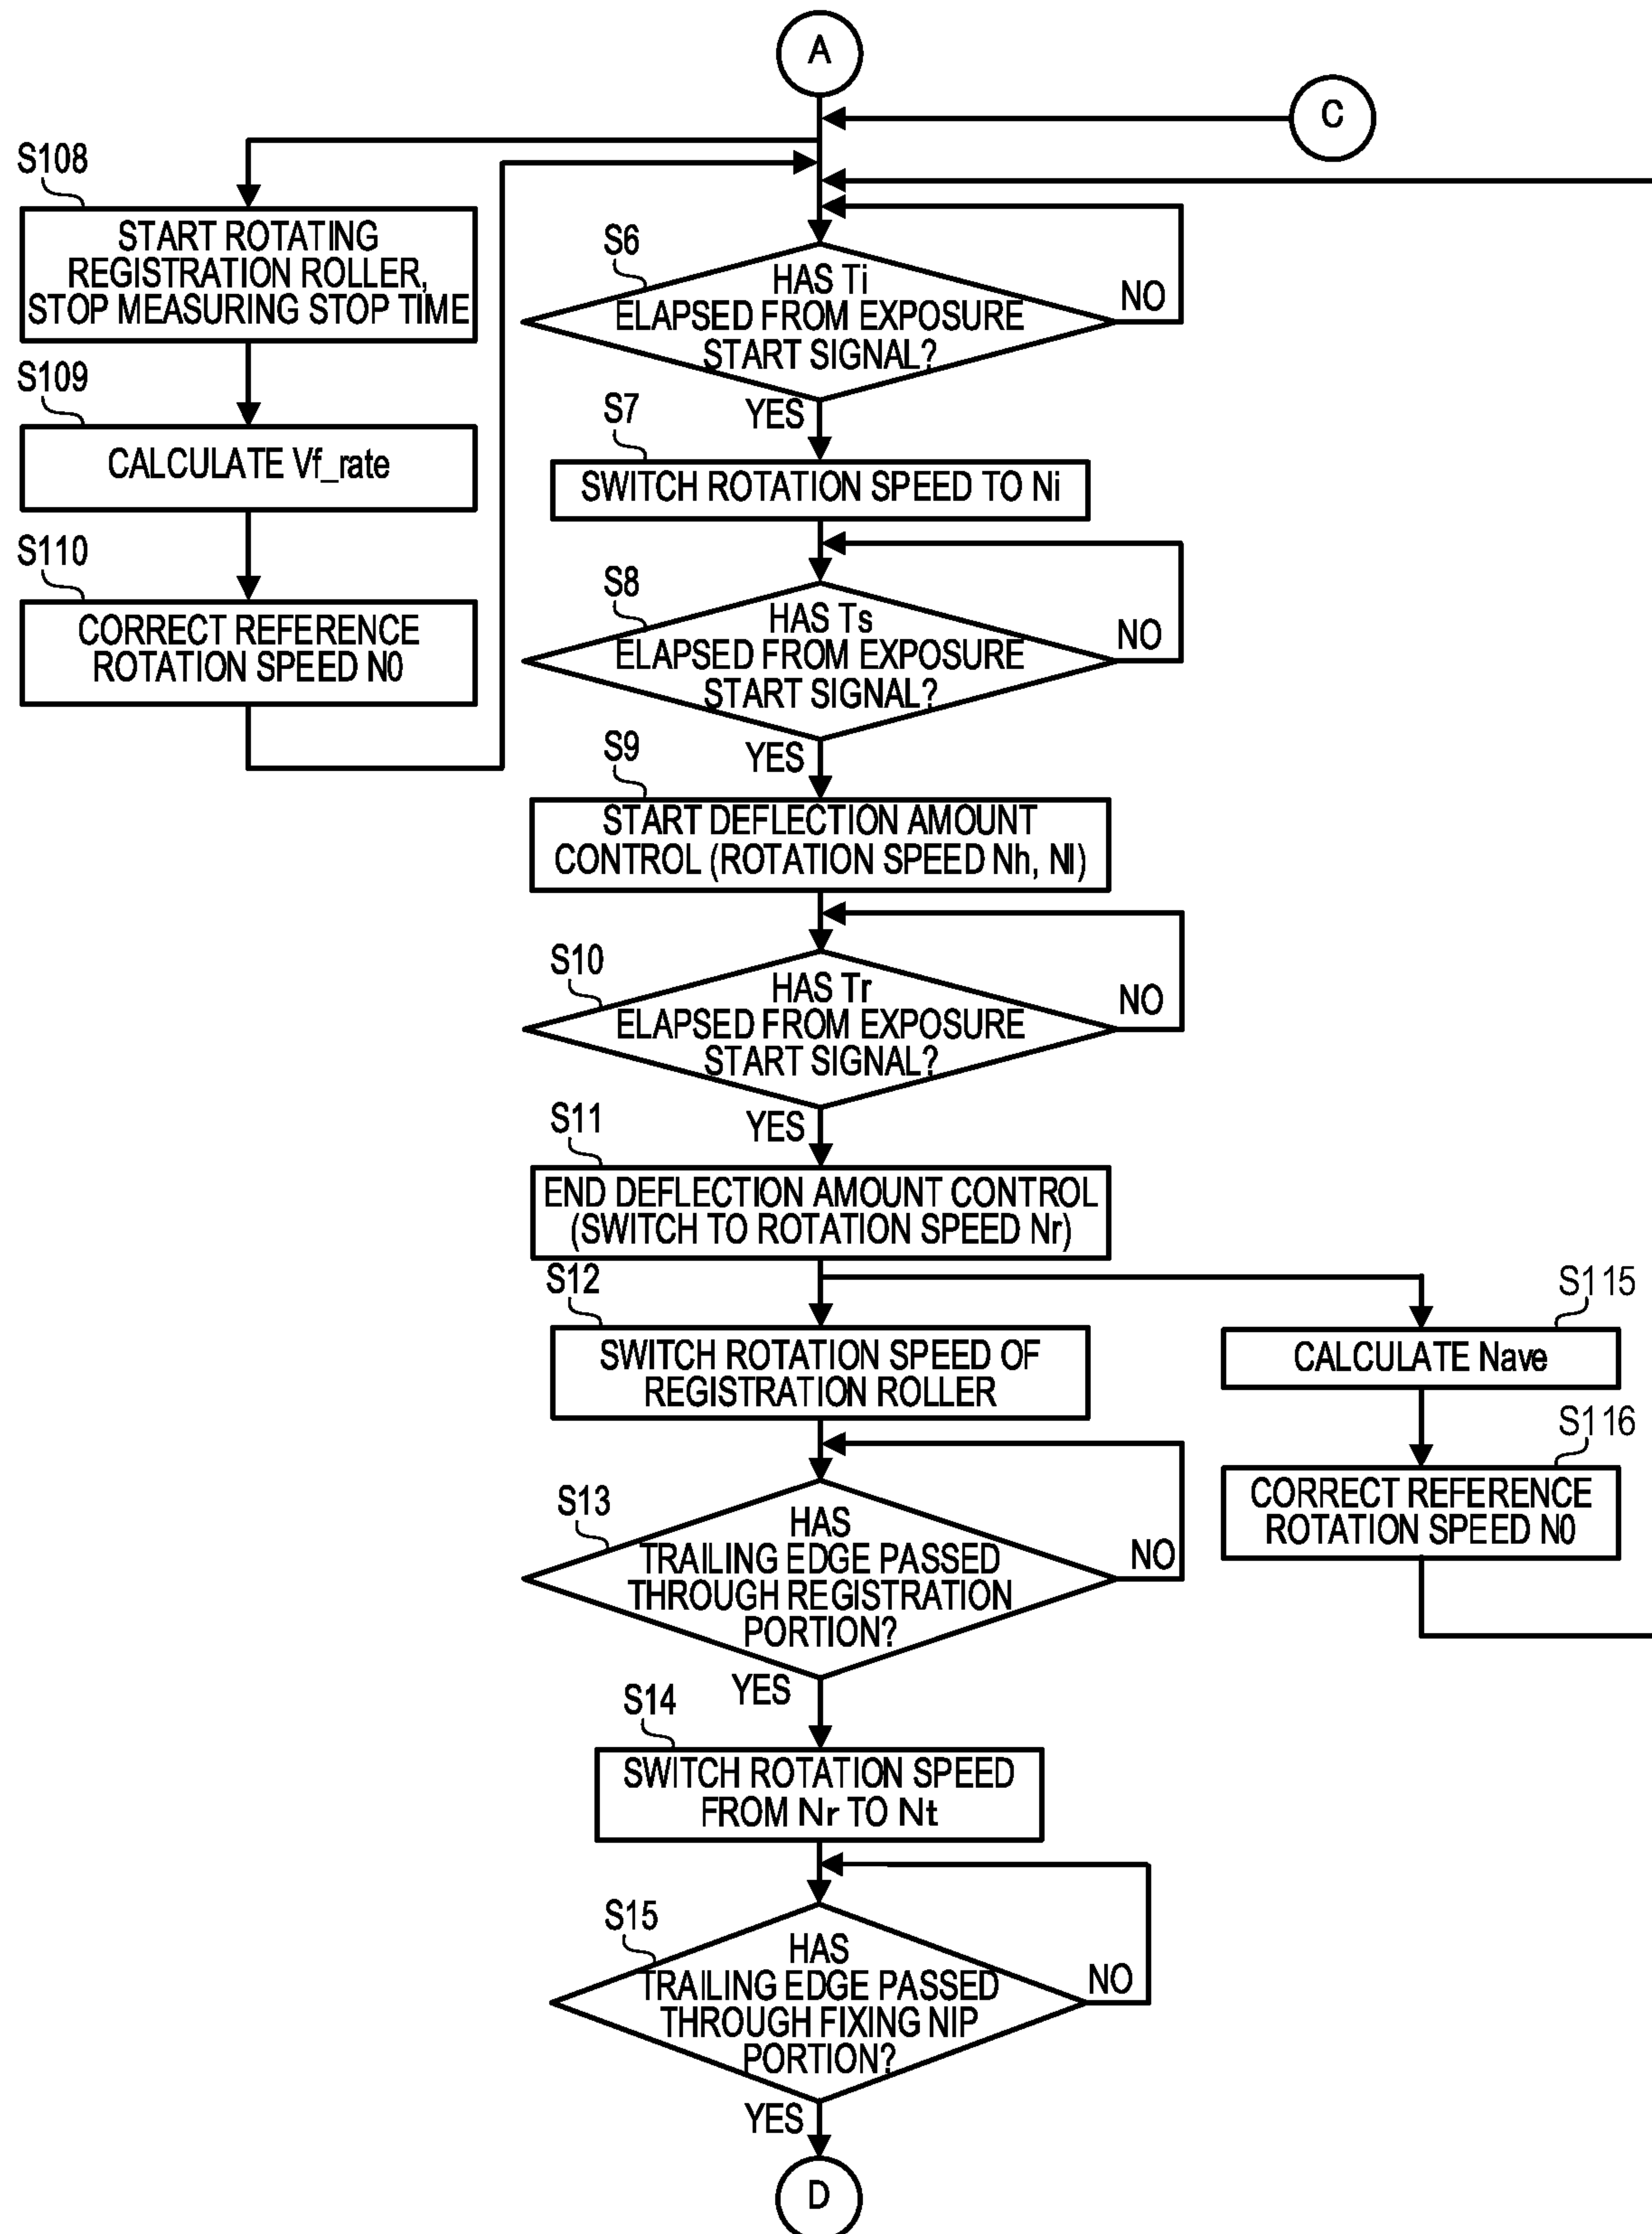 A
C
S108
START ROTATING
REGISTRATION ROLLER,
STOP MEASURING STOP TIME
S109
CALCULATE Vf_rate
S110
CORRECT REFERENCE
ROTATION SPEED N0
S6
HAS Ti
ELAPSED FROM EXPOSURE
START SIGNAL?
NO
YES
S7
SWITCH ROTATION SPEED TO Ni
S8
HAS Ts
ELAPSED FROM EXPOSURE
START SIGNAL?
NO
YES
S9
START DEFLECTION AMOUNT
CONTROL (ROTATION SPEED Nh, Nl)
S10
HAS Tr
ELAPSED FROM EXPOSURE
START SIGNAL?
NO
YES
S11
END DEFLECTION AMOUNT CONTROL
(SWITCH TO ROTATION SPEED Nr)
S12
SWITCH ROTATION SPEED OF
REGISTRATION ROLLER
S115
CALCULATE Nave
S116
CORRECT REFERENCE
ROTATION SPEED N0
S13
HAS
TRAILING EDGE PASSED
THROUGH REGISTRATION
PORTION?
NO
YES
S14
SWITCH ROTATION SPEED
FROM Nr TO Nt
S15
HAS
TRAILING EDGE PASSED
THROUGH FIXING NIP
PORTION?
NO
YES
D